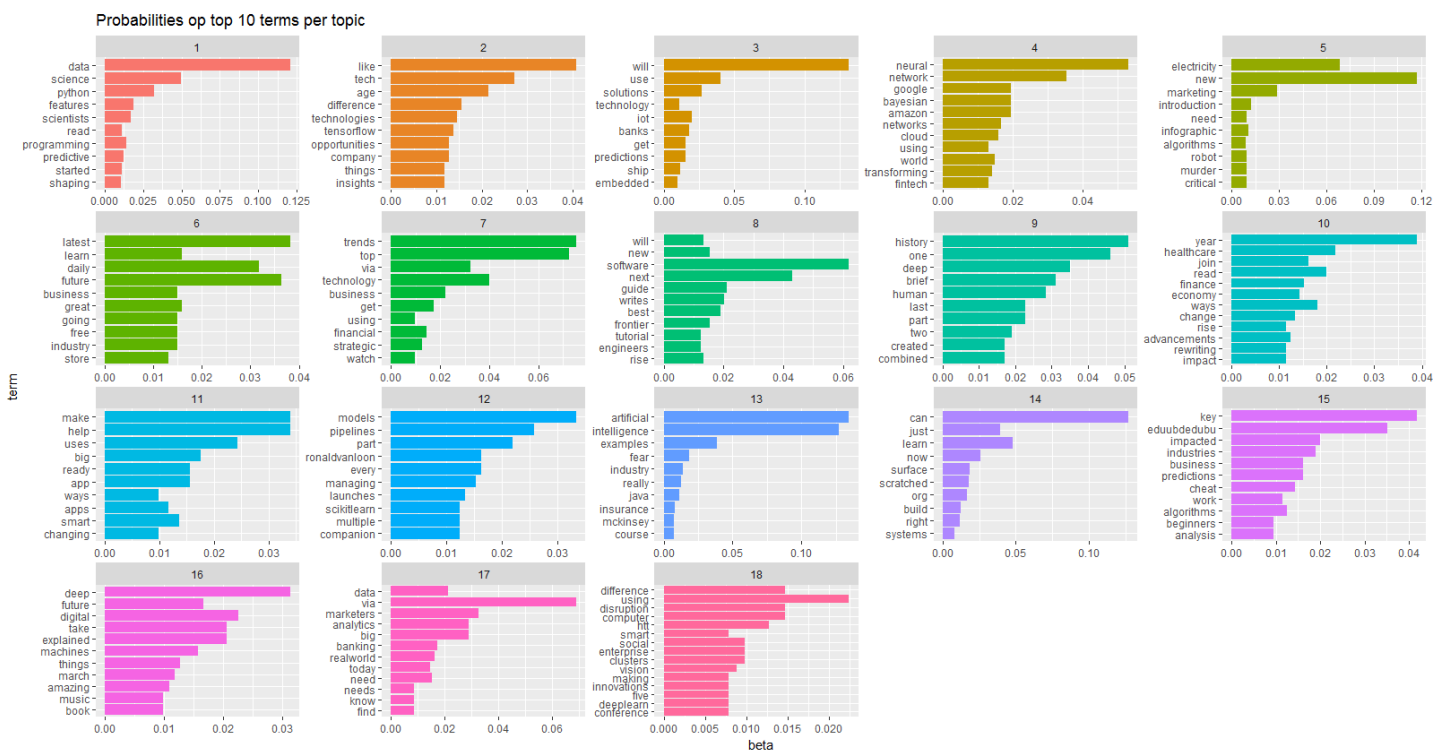 Probabilities op top 10 terms per topic
1
data
science
python
features
scientists
read
programming
predictive
started
shaping
0.000 0.025 0.050 0.075 0.100 0.125
2
like
tech
age
difference
technologies
tensorflow
opportunities
company
things
insights
0.00 0.01 0.02 0.03 0.04
3
will
use
solutions
technology
iot
banks
get
predictions
ship
embedded
0.00 0.05 0.10
4
neural
network
google
bayesian
amazon
networks
cloud
using
world
transforming
fintech
0.00 0.02 0.04
5
electricity
new
marketing
introduction
need
infographic
algorithms
robot
murder
critical
0.00 0.03 0.06 0.09 0.12
6
latest
learn
daily
future
business
great
going
free
industry
store
0.00 0.01 0.02 0.03 0.04
7
trends
top
via
technology
business
get
using
financial
strategic
watch
0.00 0.02 0.04 0.06
8
will
new
software
next
guide
writes
best
frontier
tutorial
engineers
rise
0.00 0.02 0.04 0.06
9
history
one
deep
brief
human
last
part
two
created
combined
0.00 0.01 0.02 0.03 0.04 0.05
10
year
healthcare
join
read
finance
economy
ways
change
rise
advancements
rewriting
impact
0.00 0.01 0.02 0.03 0.04
term
11
make
help
uses
big
ready
app
ways
apps
smart
changing
0.00 0.01 0.02 0.03
12
models
pipelines
part
ronaldvanloon
every
managing
launches
scikitlearn
multiple
companion
0.00 0.01 0.02 0.03
13
artificial
intelligence
examples
fear
industry
really
java
insurance
mckinsey
course
0.00 0.05 0.10
14
can
just
learn
now
surface
scratched
org
build
right
systems
0.00 0.05 0.10
15
key
eduubdedubu
impacted
industries
business
predictions
cheat
work
algorithms
beginners
analysis
0.00 0.01 0.02 0.03 0.04
16
deep
future
digital
take
explained
machines
things
march
amazing
music
book
0.00 0.01 0.02 0.03
17
data
via
marketers
analytics
big
banking
realworld
today
need
needs
know
find
0.00 0.02 0.04 0.06
18
difference
using
disruption
computer
htt
smart
social
enterprise
clusters
vision
making
innovations
five
deeplearn
conference
0.000 0.005 0.010 0.015 0.020
beta